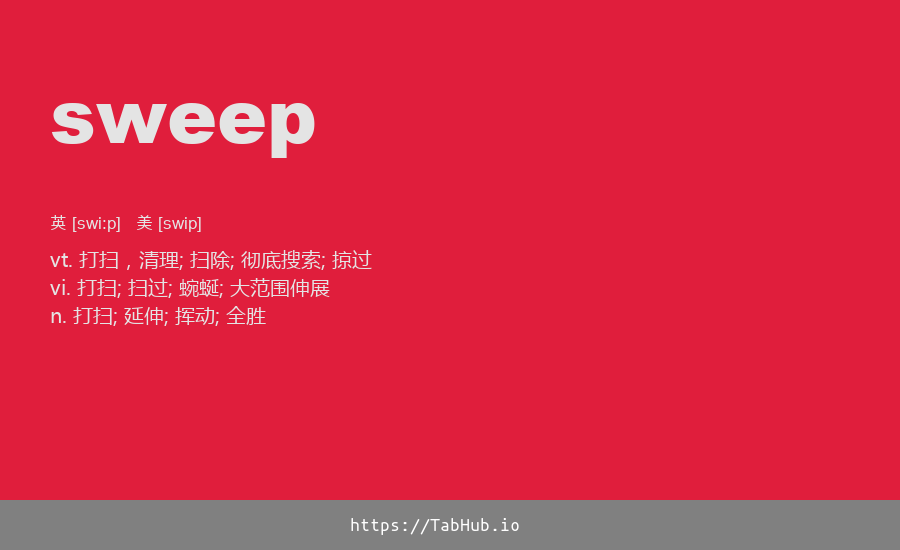 sweep
英 [swi:p] 美 [swip]
vt. 打扫，清理; 扫除; 彻底搜索; 掠过
vi. 打扫; 扫过; 蜿蜒; 大范围伸展
n. 打扫; 延伸; 挥动; 全胜
https://TabHub.io